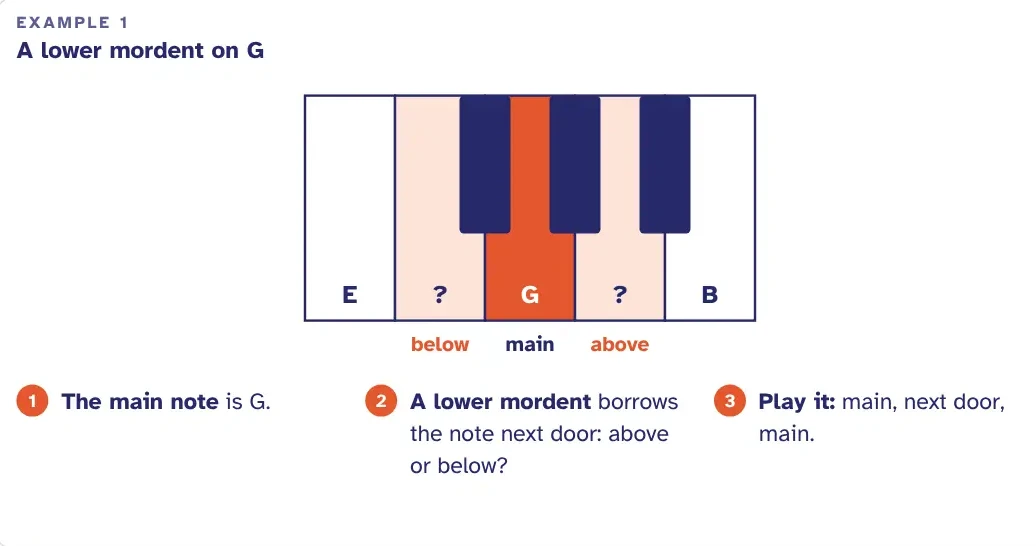 EXAMPLE 1
A lower mordent on G
E ? G ? B
below main above
1 The main note is G.
2 A lower mordent borrows
the note next door: above
or below?
3 Play it: main, next door,
main.